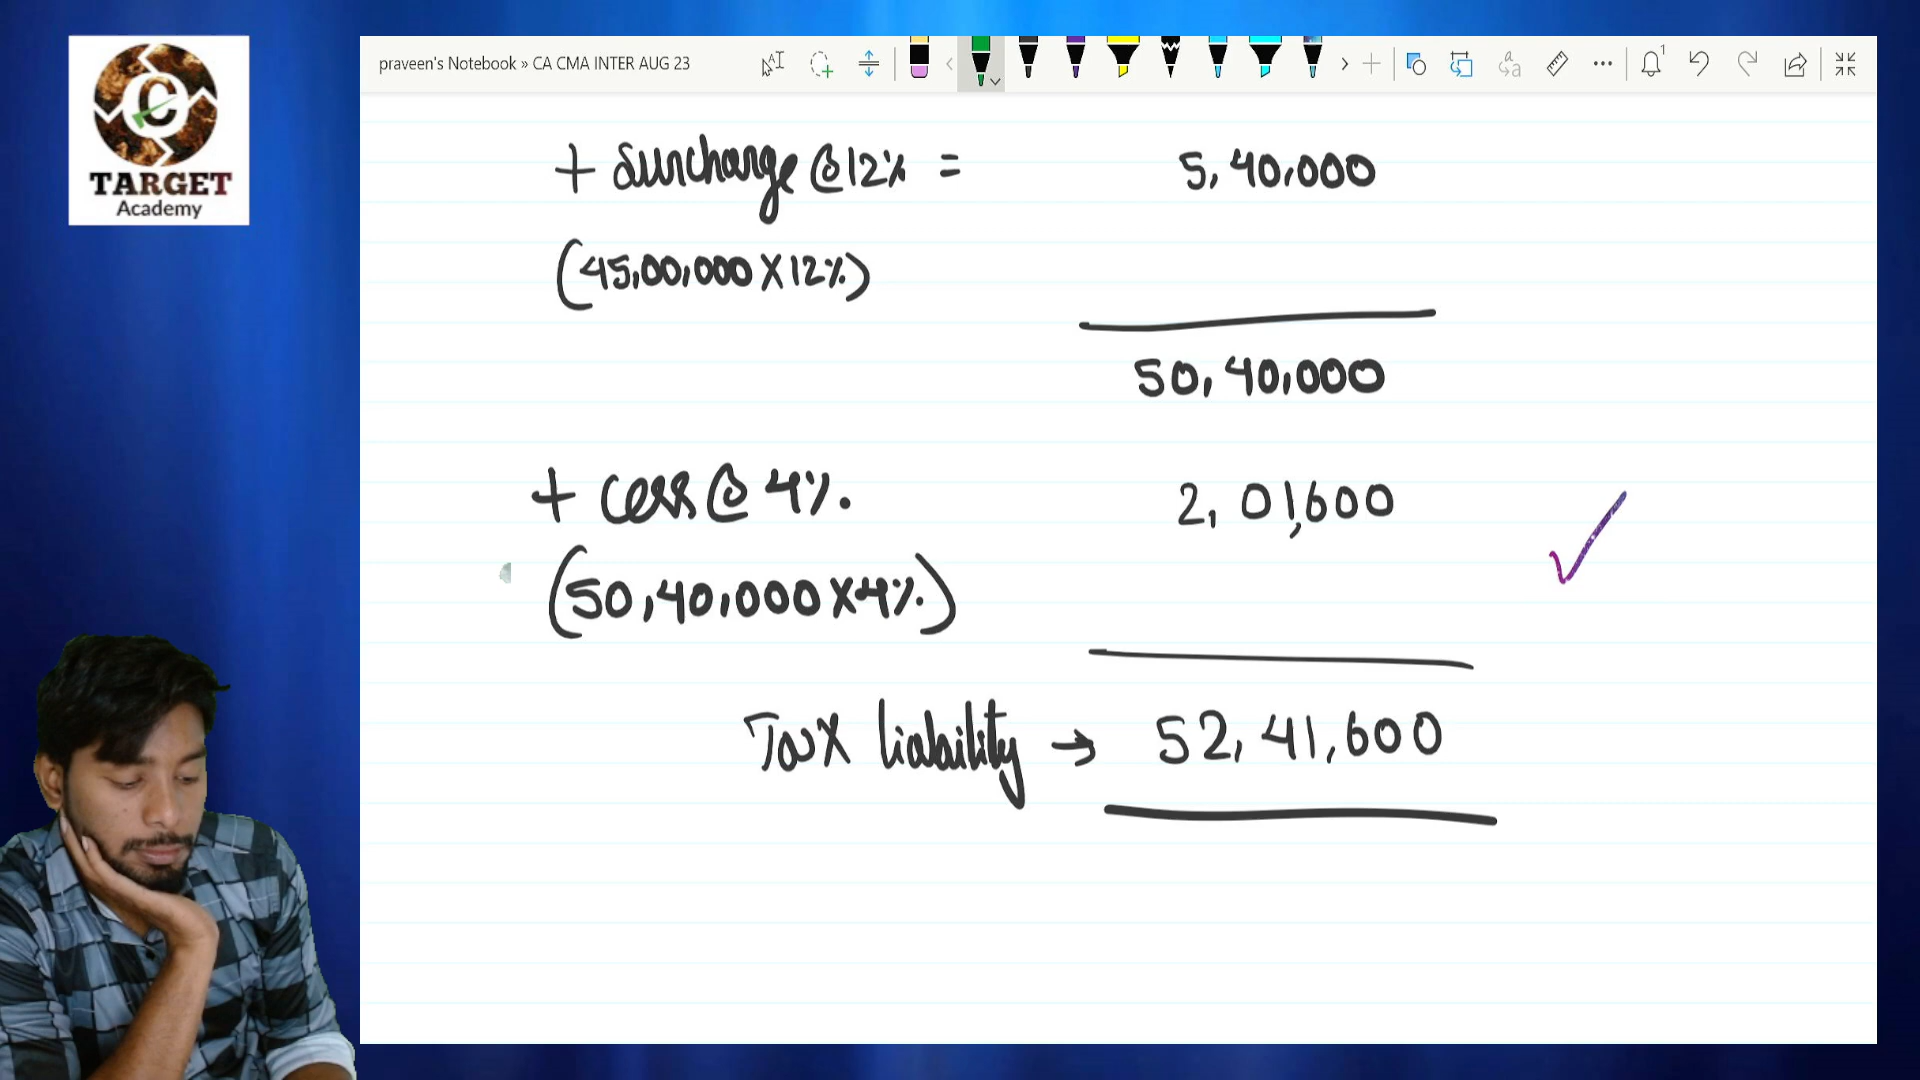 TARGET
Academy
praveen's Notebook » CA CMA INTER AUG 23
+ Surcharge @12% = 5,40,000
(45,00,000 X 12%)
50,40,000
+ Cess @ 4%. 2,01,600
(50,40,000 X 4%.)
Tax liability → 52,41,600